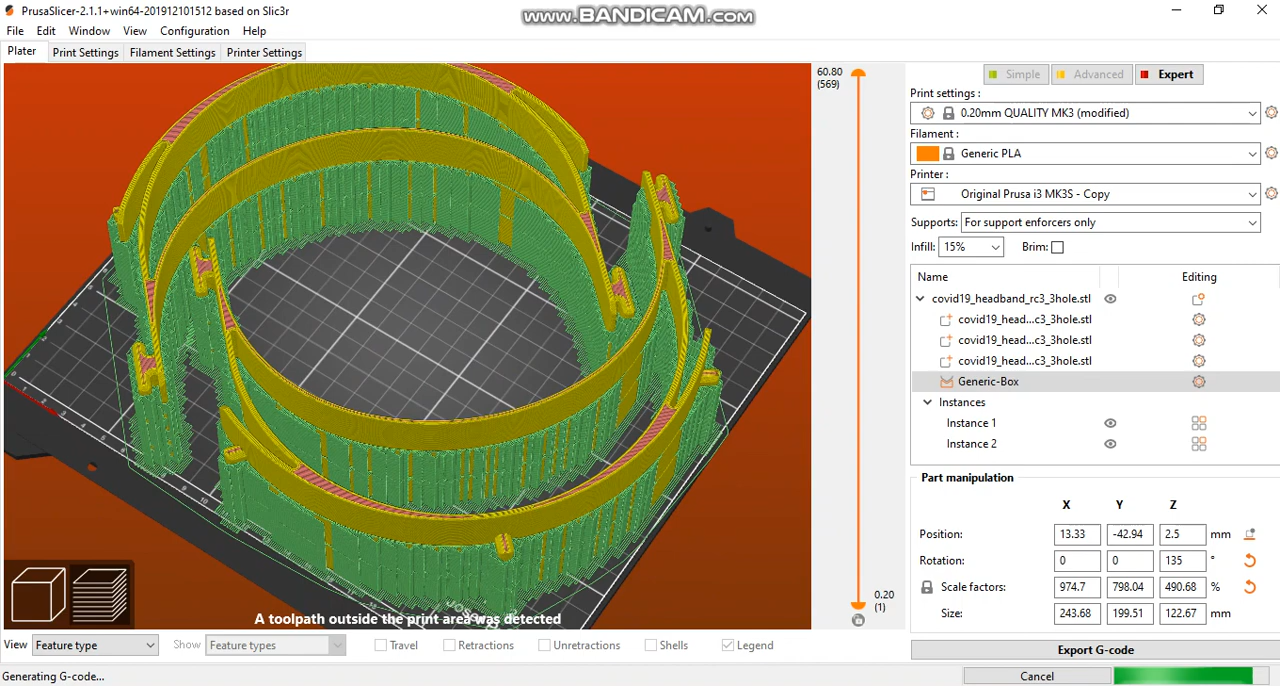 PrusaSlicer-2.1.1+win64-201912101512 based on Slic3r
www.BANDICAM.com
File Edit Window View Configuration Help
Plater Print Settings Filament Settings Printer Settings
60.80
(569)
Simple Advanced Expert
Print settings :
0.20mm QUALITY MK3 (modified)
Filament :
Generic PLA
Printer :
Original Prusa i3 MK3S - Copy
Supports: For support enforcers only
Infill: 15% Brim:
Name Editing
covid19_headband_rc3_3hole.stl
covid19_head...c3_3hole.stl
covid19_head...c3_3hole.stl
covid19_head...c3_3hole.stl
Generic-Box
Instances
Instance 1
Instance 2
Part manipulation
X Y Z
Position: 13.33 -42.94 2.5 mm
Rotation: 0 0 135 °
Scale factors: 974.7 798.04 490.68 %
Size: 243.68 199.51 122.67 mm
0.20
(1)
A toolpath outside the print area was detected
View Feature type Show Feature types Travel Retractions Unretractions Shells Legend
Export G-code
Generating G-code... Cancel